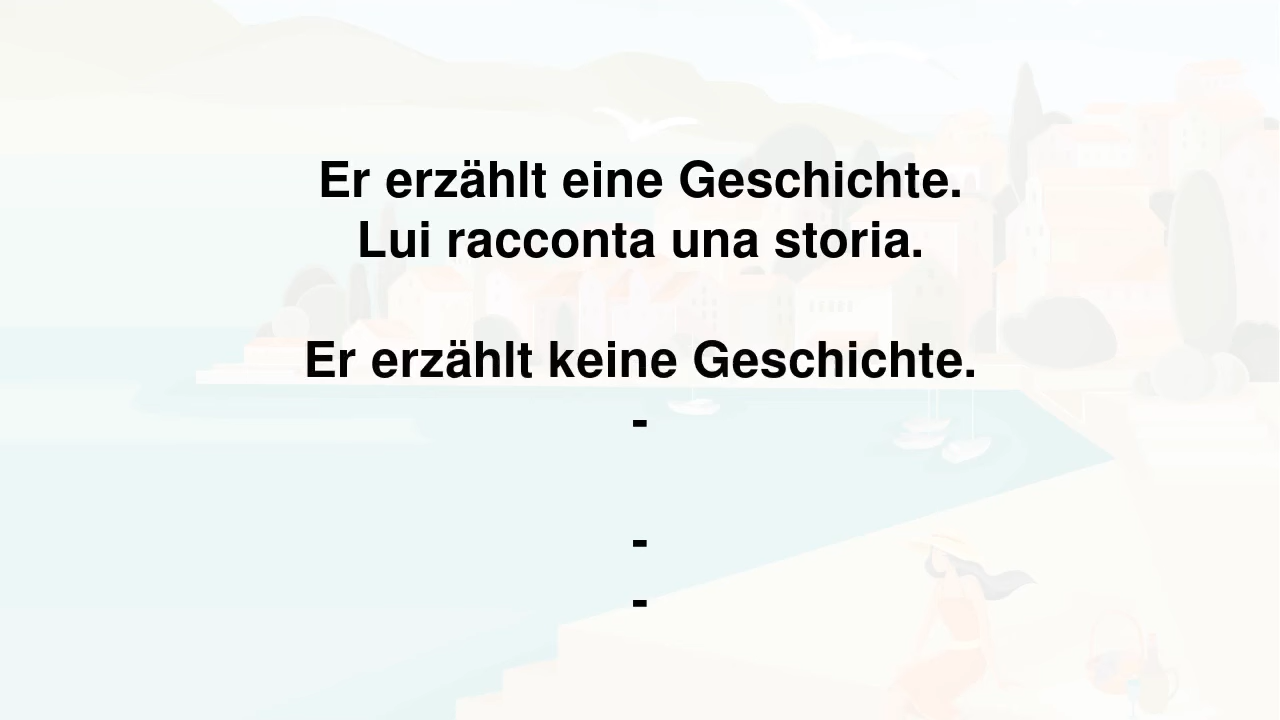 Er erzählt eine Geschichte.
Lui racconta una storia.
Er erzählt keine Geschichte.
-
-
-